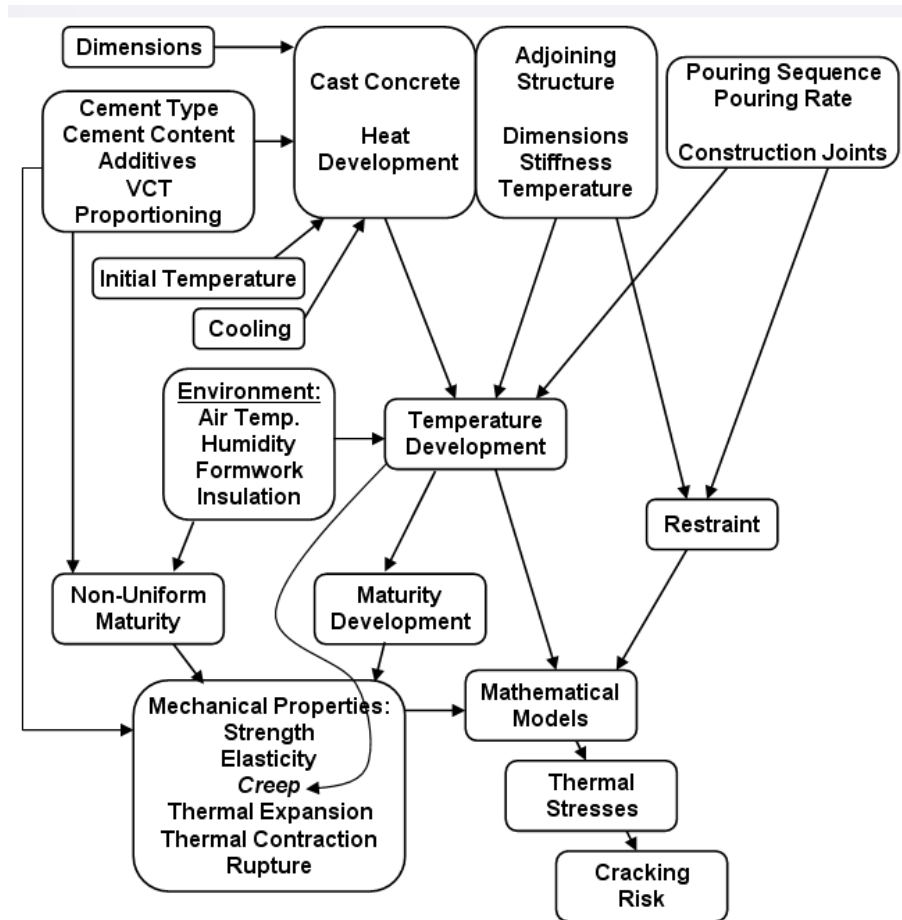 Dimensions
Cast Concrete
Heat
Development
Adjoining
Structure
Dimensions
Stiffness
Temperature
Pouring Sequence
Pouring Rate
Construction Joints
Cement Type
Cement Content
Additives
VCT
Proportioning
Initial Temperature
Cooling
Environment:
Air Temp.
Humidity
Formwork
Insulation
Temperature
Development
Restraint
Non-Uniform
Maturity
Maturity
Development
Mechanical Properties:
Strength
Elasticity
Creep
Thermal Expansion
Thermal Contraction
Rupture
Mathematical
Models
Thermal
Stresses
Cracking
Risk